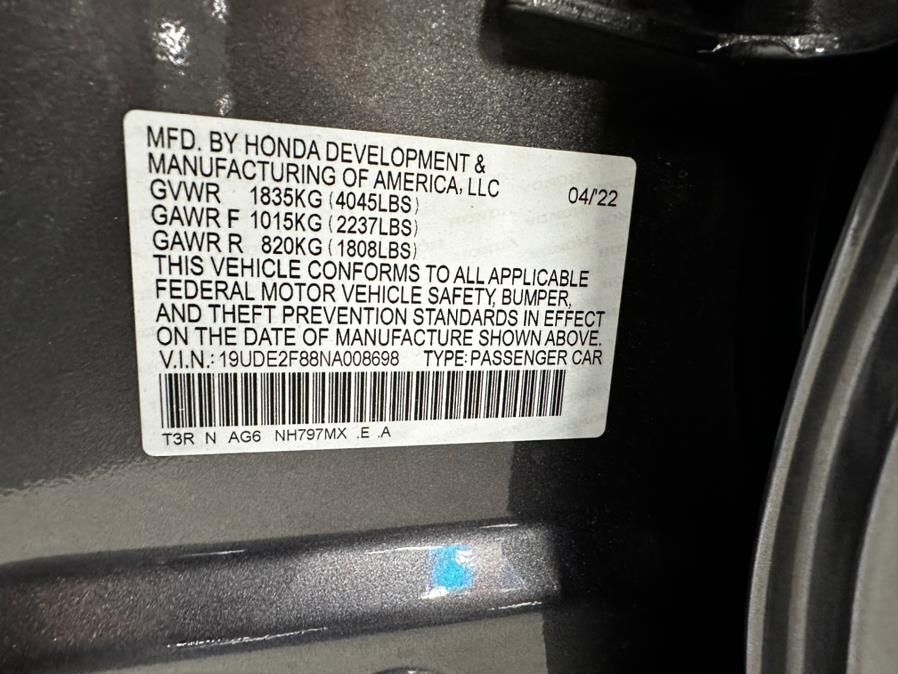 MFD. BY HONDA DEVELOPMENT &
MANUFACTURING OF AMERICA, LLC
GVWR 1835KG (4045LBS) 04/'22
GAWR F 1015KG (2237LBS)
GAWR R 820KG (1808LBS)
THIS VEHICLE CONFORMS TO ALL APPLICABLE
FEDERAL MOTOR VEHICLE SAFETY, BUMPER,
AND THEFT PREVENTION STANDARDS IN EFFECT
ON THE DATE OF MANUFACTURE SHOWN ABOVE.
V.I.N.: 19UDE2F88NA008698 TYPE: PASSENGER CAR
T3R N AG6 NH797MX .E .A